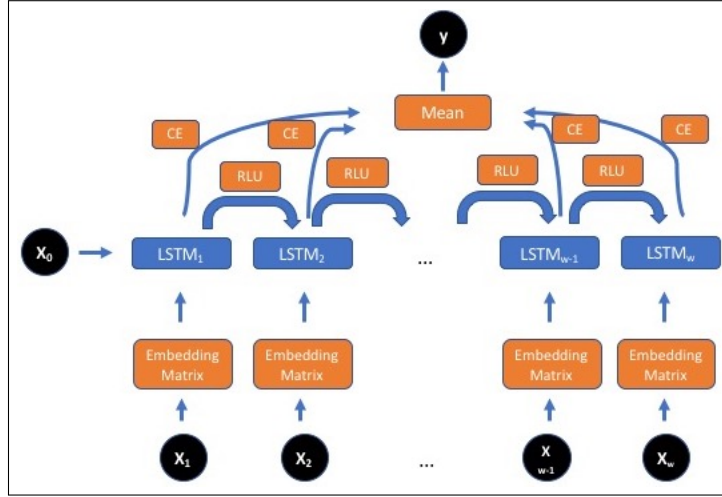 y
Mean
CE
CE
CE
CE
RLU
RLU
RLU
RLU
X₀
LSTM₁
LSTM₂
...
LSTMw-1
LSTMw
Embedding
Matrix
Embedding
Matrix
Embedding
Matrix
Embedding
Matrix
X₁
X₂
...
X
w-1
Xw